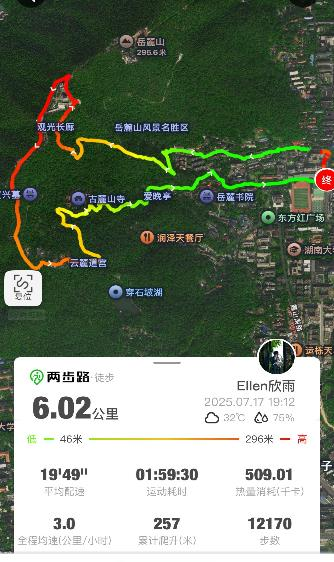 岳麓山
295.6米
观光长廊
岳麓山风景名胜区
兴墓
古麓山寺
爱晚亭
岳麓书院
终
东方红广场
润泽天餐厅
湖南大
云麓道宫
复位
穿石坡湖
运栋天
两步路·徒步
Ellen欣雨
6.02公里
2025.07.17 19:12
32℃ 75%
低 46米 296米 高
19'49" 01:59:30 509.01
平均配速 运动耗时 热量消耗(千卡)
3.0 257 12170
全程均速(公里/小时) 累计爬升(米) 步数